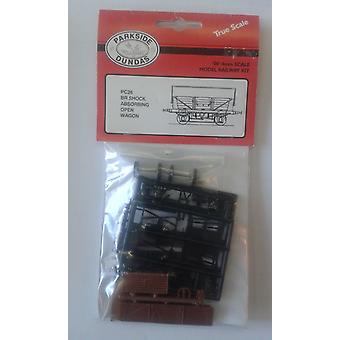 PARKSIDE
DUNDAS
True Scale
'00' 4mm SCALE
MODEL RAILWAY KIT
PC26
BR SHOCK
ABSORBING
OPEN
WAGON